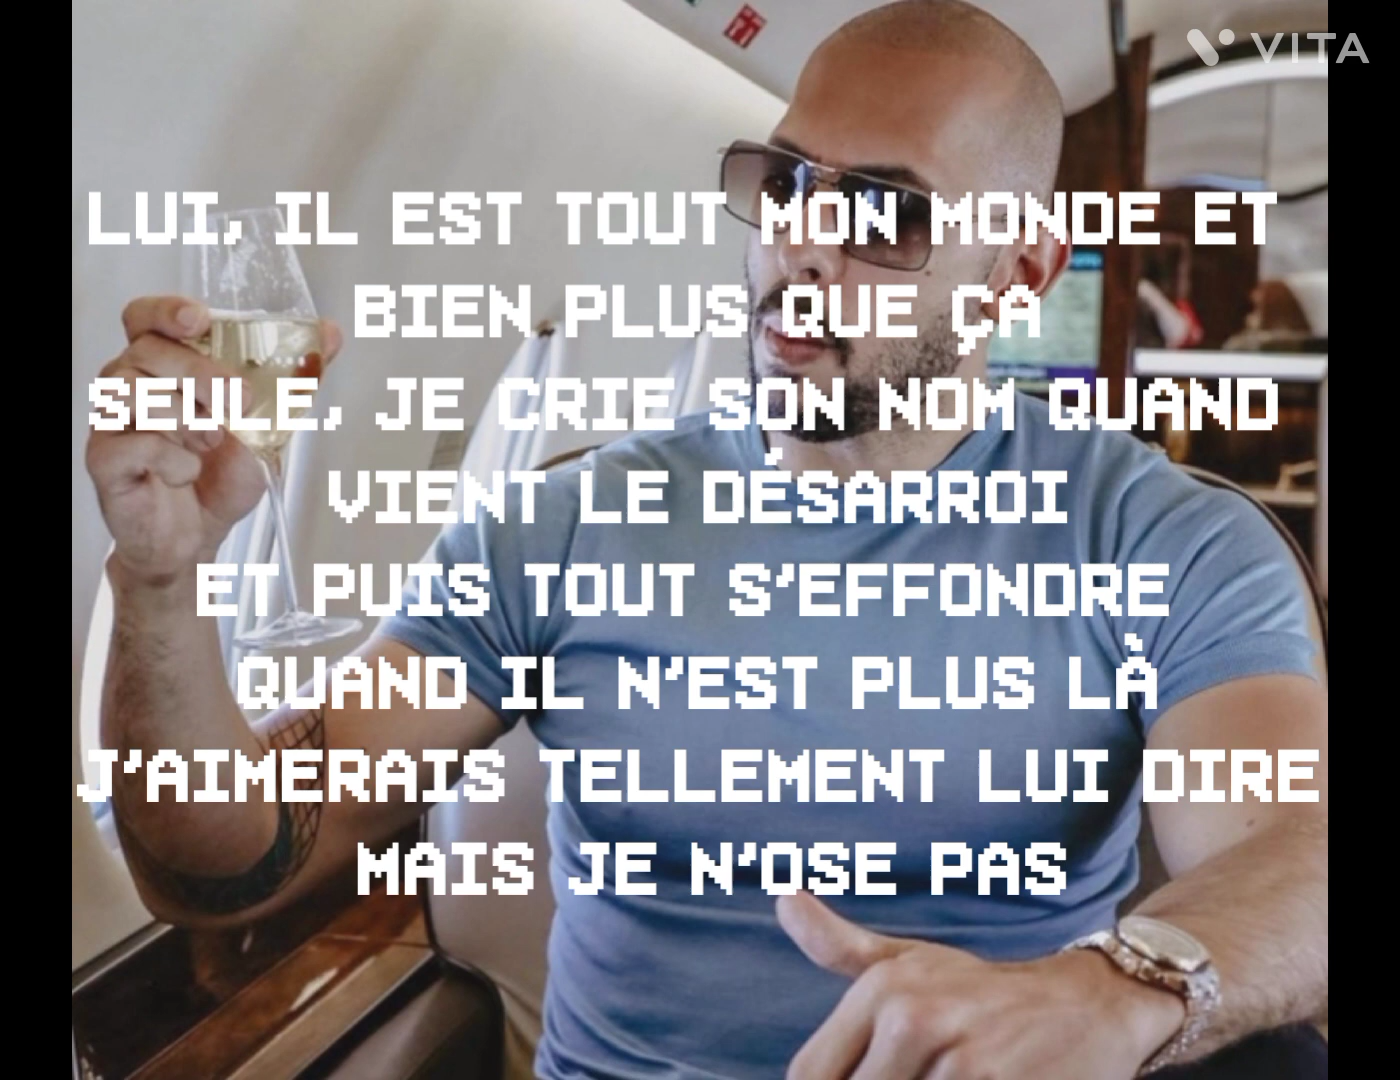 VITA
LUI, IL EST TOUT MON MONDE ET
BIEN PLUS QUE ÇA
SEULE, JE CRIE SON NOM QUAND
VIENT LE DÉSARROI
ET PUIS TOUT S'EFFONDRE
QUAND IL N'EST PLUS LÀ
J'AIMERAIS TELLEMENT LUI DIRE
MAIS JE N'OSE PAS